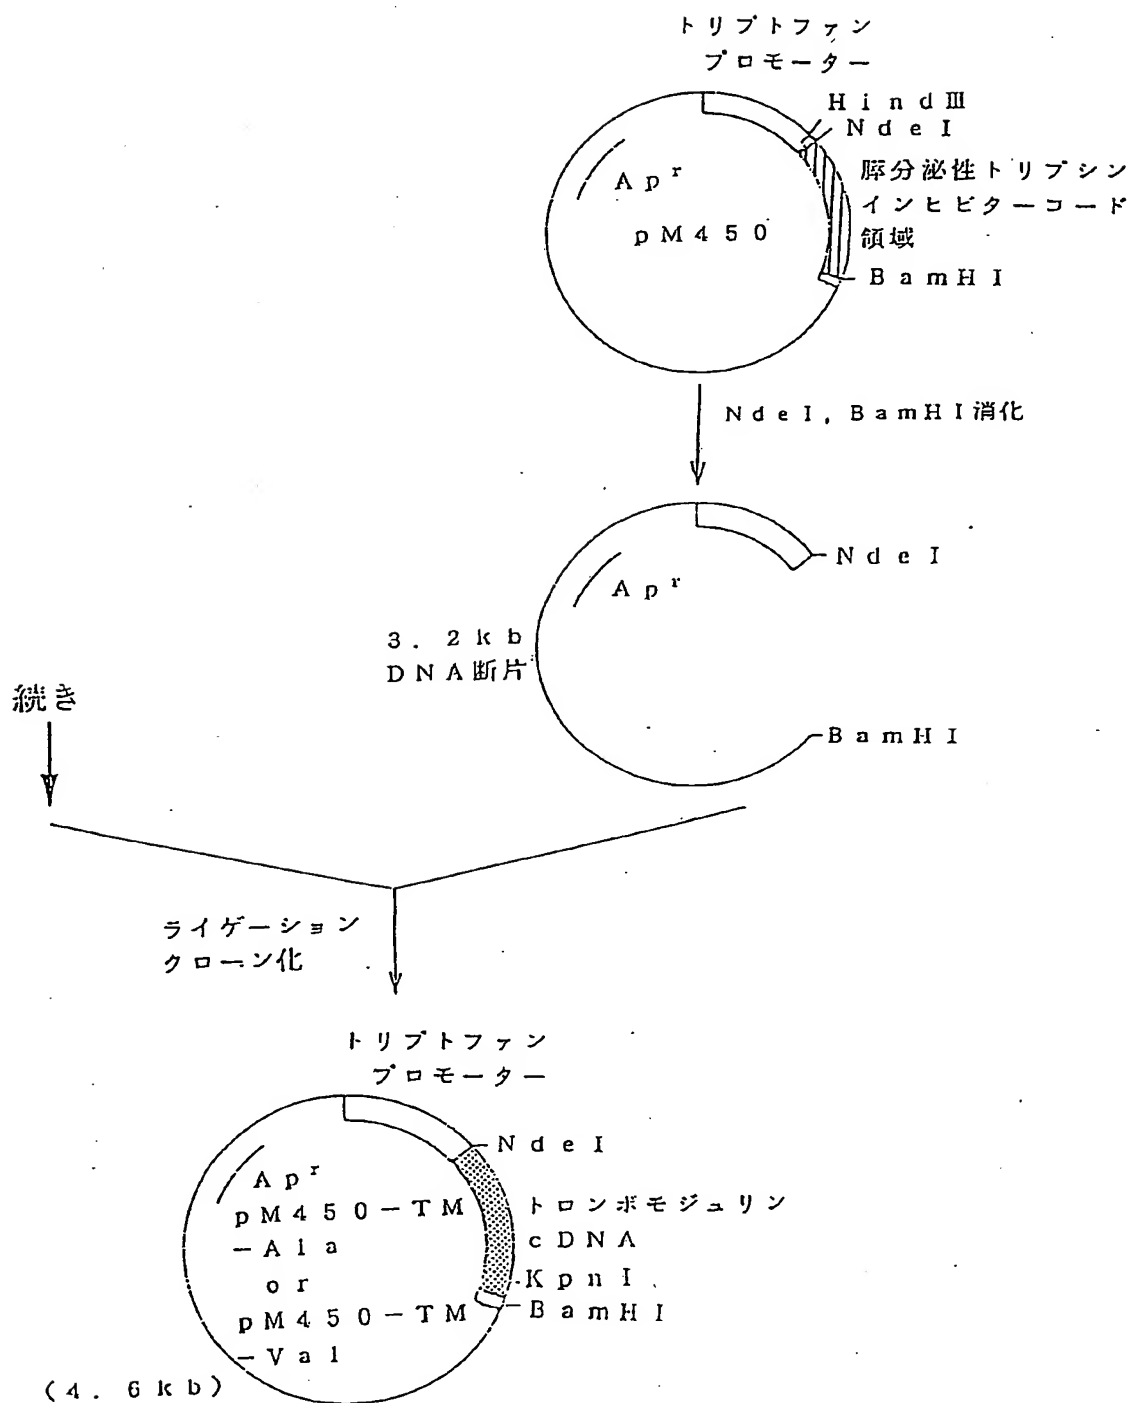 トリプトファン
プロモーター
HindⅢ
NdeI
Apʳ
pM450
膵分泌性トリプシン
インヒビターコード
領域
BamHI
NdeI, BamHI消化
NdeI
Apʳ
3.2kb
DNA断片
BamHI
続き
ライゲーション
クローン化
トリプトファン
プロモーター
NdeI
Apʳ
pM450-TM
-Ala
or
pM450-TM
-Val
トロンボモジュリン
cDNA
KpnI
BamHI
(4.6kb)